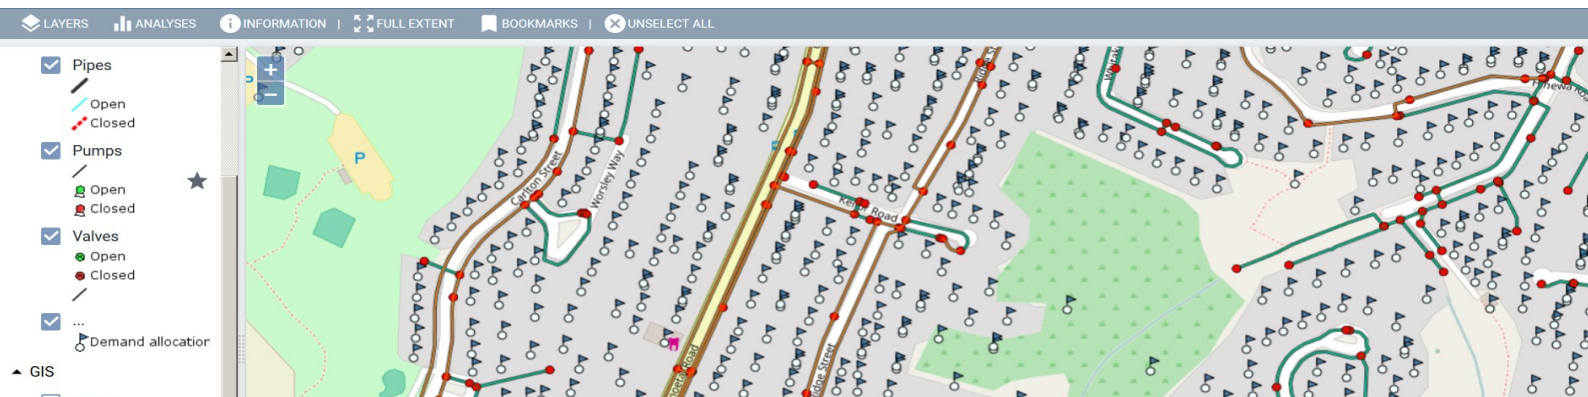 LAYERS ANALYSES INFORMATION | FULL EXTENT BOOKMARKS | UNSELECT ALL
Pipes
Open
Closed
Pumps
Open
Closed
Valves
Open
Closed
...
Demand allocation
GIS
+
−
P
P
Carlton Street
Worsley Way
Road
Road